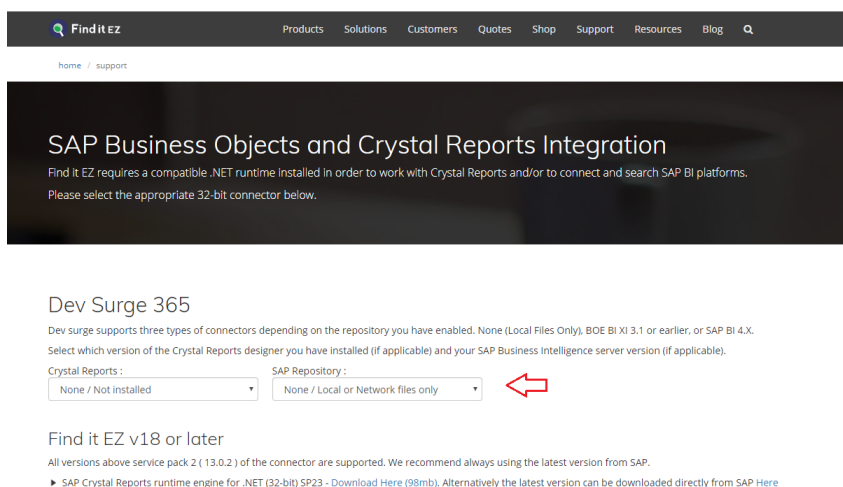 Find it EZ
Products Solutions Customers Quotes Shop Support Resources Blog
home / support
SAP Business Objects and Crystal Reports Integration
Find it EZ requires a compatible .NET runtime installed in order to work with Crystal Reports and/or to connect and search SAP BI platforms.
Please select the appropriate 32-bit connector below.
Dev Surge 365
Dev surge supports three types of connectors depending on the repository you have enabled. None (Local Files Only), BOE BI XI 3.1 or earlier, or SAP BI 4.X.
Select which version of the Crystal Reports designer you have installed (if applicable) and your SAP Business Intelligence server version (if applicable).
Crystal Reports : SAP Repository :
None / Not installed None / Local or Network files only
Find it EZ v18 or later
All versions above service pack 2 ( 13.0.2 ) of the connector are supported. We recommend always using the latest version from SAP.
SAP Crystal Reports runtime engine for .NET (32-bit) SP23 - Download Here (98mb). Alternatively the latest version can be downloaded directly from SAP Here